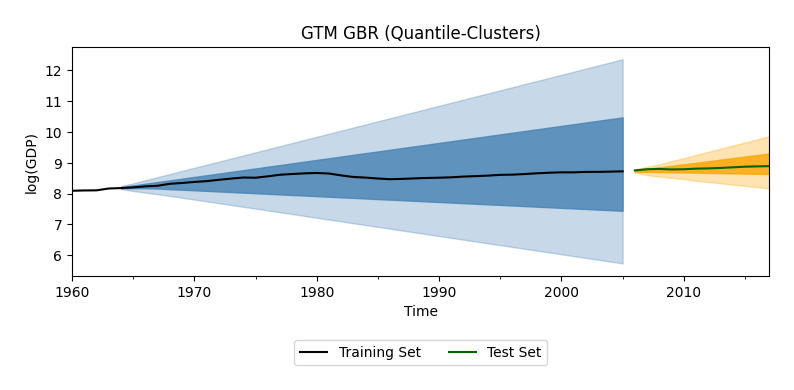 GTM GBR (Quantile-Clusters)
12
11
10
9
8
7
6
log(GDP)
1960 1970 1980 1990 2000 2010
Time
Training Set Test Set